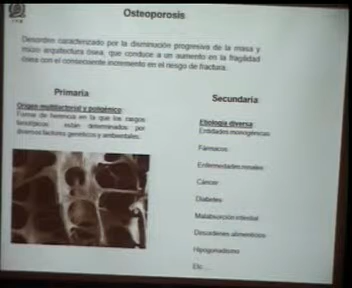 Osteoporosis
Desorden caracterizado por la disminución progresiva de la masa y
micro arquitectura ósea, que conduce a un aumento en la fragilidad
ósea con el consecuente incremento en el riesgo de fractura.
Primaria
Secundaria
Origen multifactorial y poligénico:
Forma de herencia en la que los rasgos
fenotípicos están determinados por
diversos factores genéticos y ambientales.
Etiología diversa:
Entidades monogénicas
Fármacos
Enfermedades renales
Cáncer
Diabetes
Malabsorción intestinal
Desordenes alimenticios
Hipogonadismo
Etc...